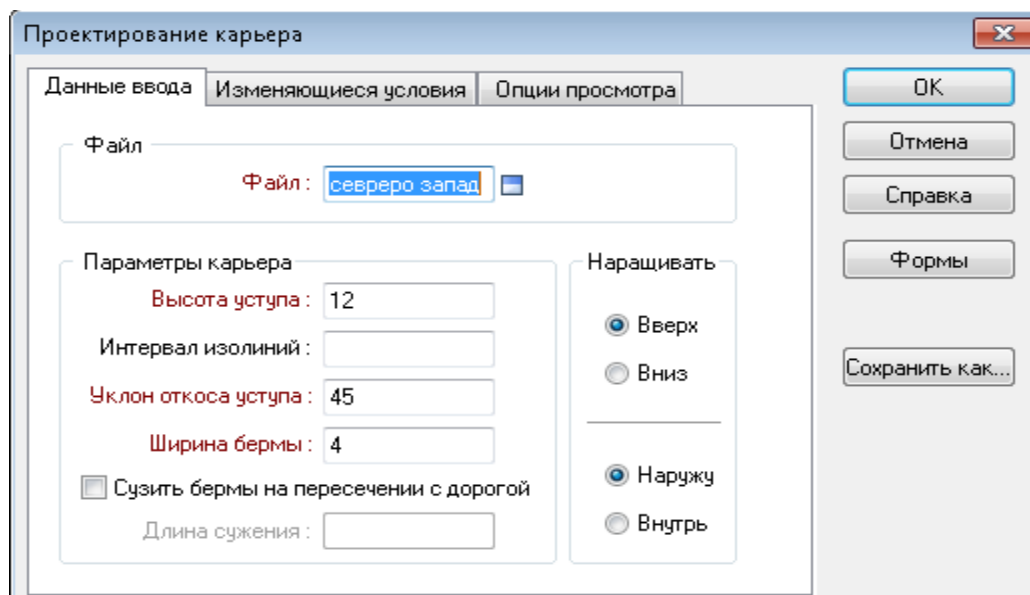 Проектирование карьера
Данные ввода
Изменяющиеся условия
Опции просмотра
Файл
Файл : севреро запад
Параметры карьера
Высота уступа : 12
Интервал изолиний :
Уклон откоса уступа : 45
Ширина бермы : 4
Сузить бермы на пересечении с дорогой
Длина сужения :
Наращивать
Вверх
Вниз
Наружу
Внутрь
OK
Отмена
Справка
Формы
Сохранить как...